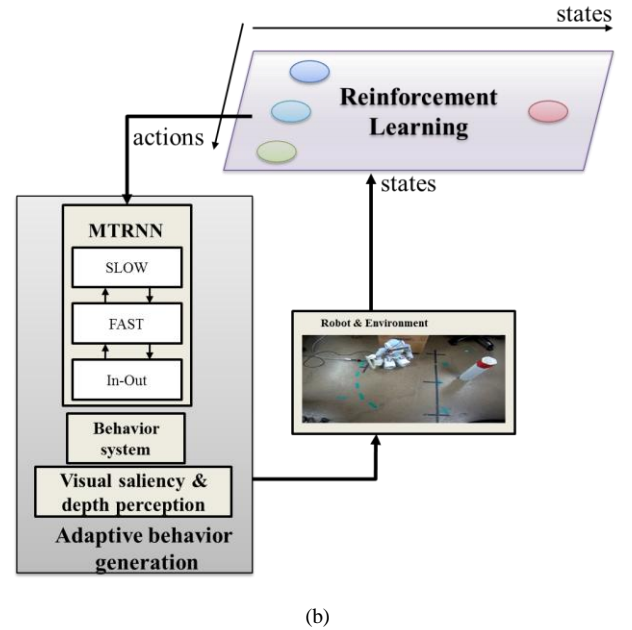 states
Reinforcement
Learning
actions
states
MTRNN
SLOW
FAST
In-Out
Robot & Environment
Behavior
system
Visual saliency &
depth perception
Adaptive behavior
generation
(b)